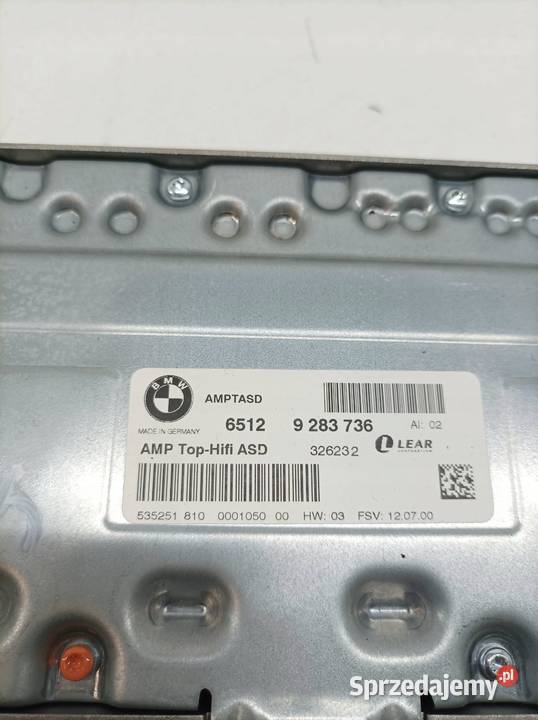 BMW
AMPTASD
MADE IN GERMANY 6512 9 283 736 AI: 02
AMP Top-Hifi ASD 326232 LEAR
CORPORATION
535251 810 0001050 00 HW: 03 FSV: 12.07.00
Sprzedajemy.pl